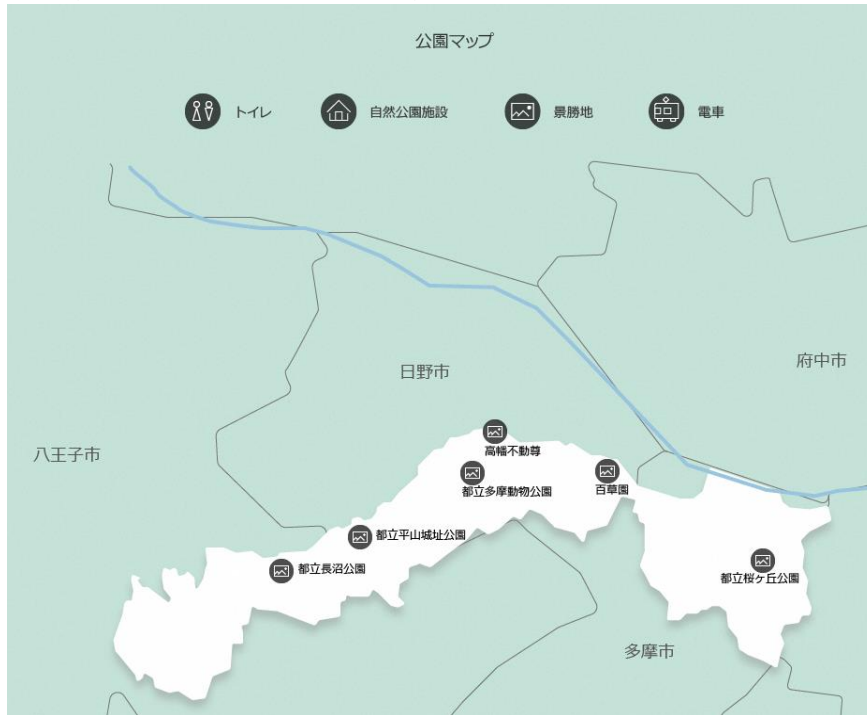 公園マップ
トイレ
自然公園施設
景勝地
電車
日野市
府中市
八王子市
高幡不動尊
都立多摩動物公園
百草園
都立平山城址公園
都立長沼公園
都立桜ヶ丘公園
多摩市